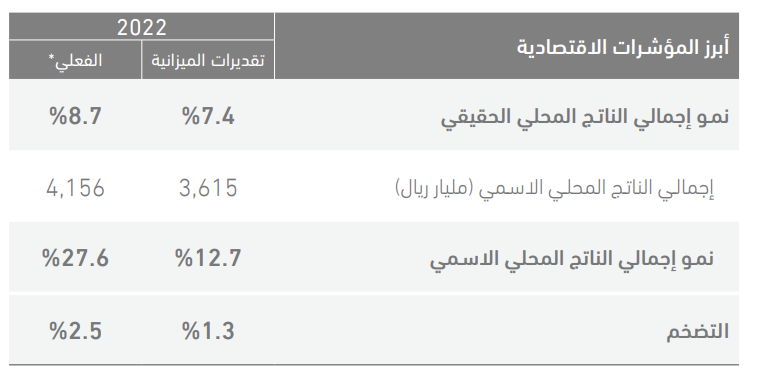 أبرز المؤشرات الاقتصادية 2022
تقديرات الميزانية الفعلي*
نمو إجمالي الناتج المحلي الحقيقي %7.4 %8.7
إجمالي الناتج المحلي الاسمي (مليار ريال) 3,615 4,156
نمو إجمالي الناتج المحلي الاسمي %12.7 %27.6
التضخم %1.3 %2.5